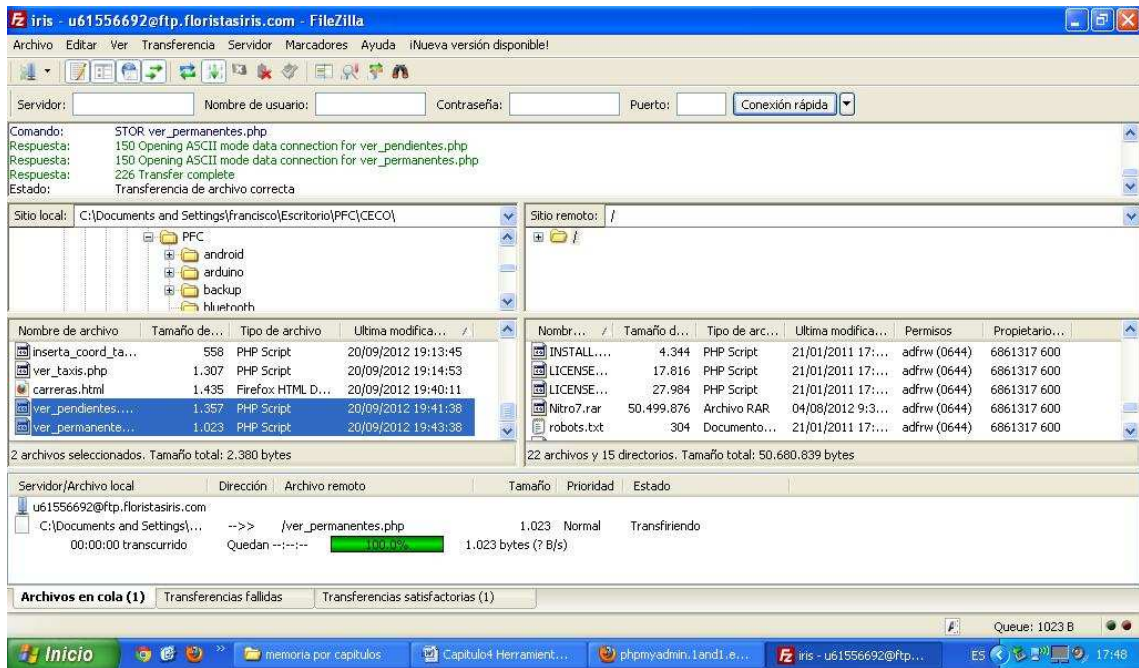 iris - u61556692@ftp.floristasiris.com - FileZilla
Archivo Editar Ver Transferencia Servidor Marcadores Ayuda ¡Nueva versión disponible!
Servidor: Nombre de usuario: Contraseña: Puerto: Conexión rápida
Comando: STOR ver_permanentes.php
Respuesta: 150 Opening ASCII mode data connection for ver_pendientes.php
Respuesta: 150 Opening ASCII mode data connection for ver_permanentes.php
Respuesta: 226 Transfer complete
Estado: Transferencia de archivo correcta
Sitio local: C:\Documents and Settings\francisco\Escritorio\PFC\CECO\
PFC
android
arduino
backup
bluetooth
Sitio remoto: /
/
Nombre de archivo Tamaño de... Tipo de archivo Ultima modifica... /
inserta_coord_ta... 558 PHP Script 20/09/2012 19:13:45
ver_taxis.php 1.307 PHP Script 20/09/2012 19:14:53
carreras.html 1.435 Firefox HTML D... 20/09/2012 19:40:11
ver_pendientes.... 1.357 PHP Script 20/09/2012 19:41:38
ver_permanente... 1.023 PHP Script 20/09/2012 19:43:38
2 archivos seleccionados. Tamaño total: 2.380 bytes
Nombr... / Tamaño d... Tipo de arc... Ultima modifica... Permisos Propietario...
INSTALL.... 4.344 PHP Script 21/01/2011 17:... adfrw (0644) 6861317 600
LICENSE... 17.816 PHP Script 21/01/2011 17:... adfrw (0644) 6861317 600
LICENSE... 27.984 PHP Script 21/01/2011 17:... adfrw (0644) 6861317 600
Nitro7.rar 50.499.876 Archivo RAR 04/08/2012 9:3... adfrw (0644) 6861317 600
robots.txt 304 Documento... 21/01/2011 17:... adfrw (0644) 6861317 600
22 archivos y 15 directorios. Tamaño total: 50.680.839 bytes
Servidor/Archivo local Dirección Archivo remoto Tamaño Prioridad Estado
u61556692@ftp.floristasiris.com
C:\Documents and Settings\... -->> /ver_permanentes.php 1.023 Normal Transfiriendo
00:00:00 transcurrido Quedan --:--:-- 100.0% 1.023 bytes (? B/s)
Archivos en cola (1) Transferencias fallidas Transferencias satisfactorias (1)
Queue: 1023 B
Inicio memoria por capitulos Capitulo4 Herramient... phpmyadmin.1and1.e... iris - u61556692@ftp... ES 17:48